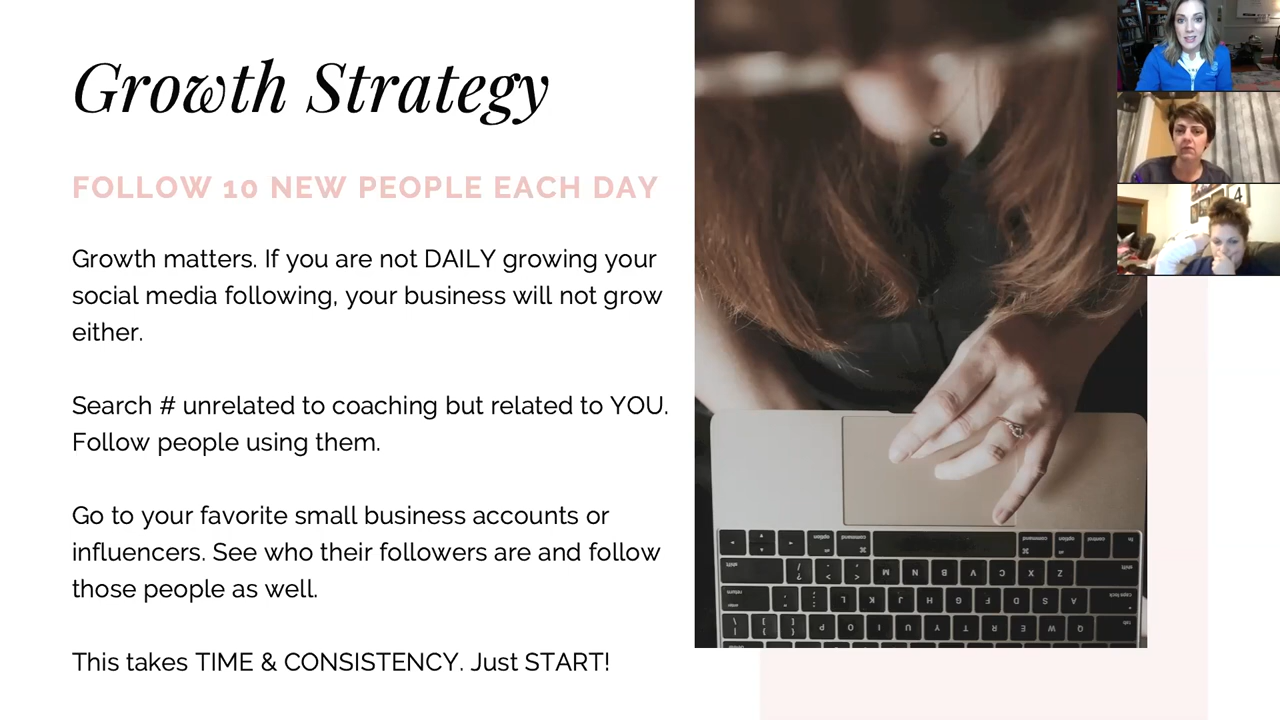 Growth Strategy
FOLLOW 10 NEW PEOPLE EACH DAY
Growth matters. If you are not DAILY growing your
social media following, your business will not grow
either.
Search # unrelated to coaching but related to YOU.
Follow people using them.
Go to your favorite small business accounts or
influencers. See who their followers are and follow
those people as well.
This takes TIME & CONSISTENCY. Just START!